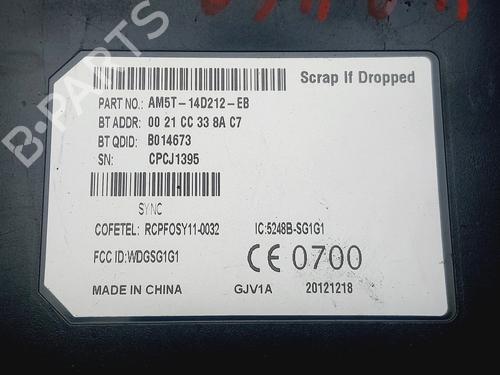 Scrap If Dropped
PART NO.: AM5T-14D212-EB
BT ADDR: 00 21 CC 33 8A C7
BT QDID: B014673
SN: CPCJ1395
SYNC
COFETEL: RCPFOSY11-0032 IC:5248B-SG1G1
FCC ID:WDGSG1G1 CE 0700
MADE IN CHINA GJV1A 20121218
B-PARTS